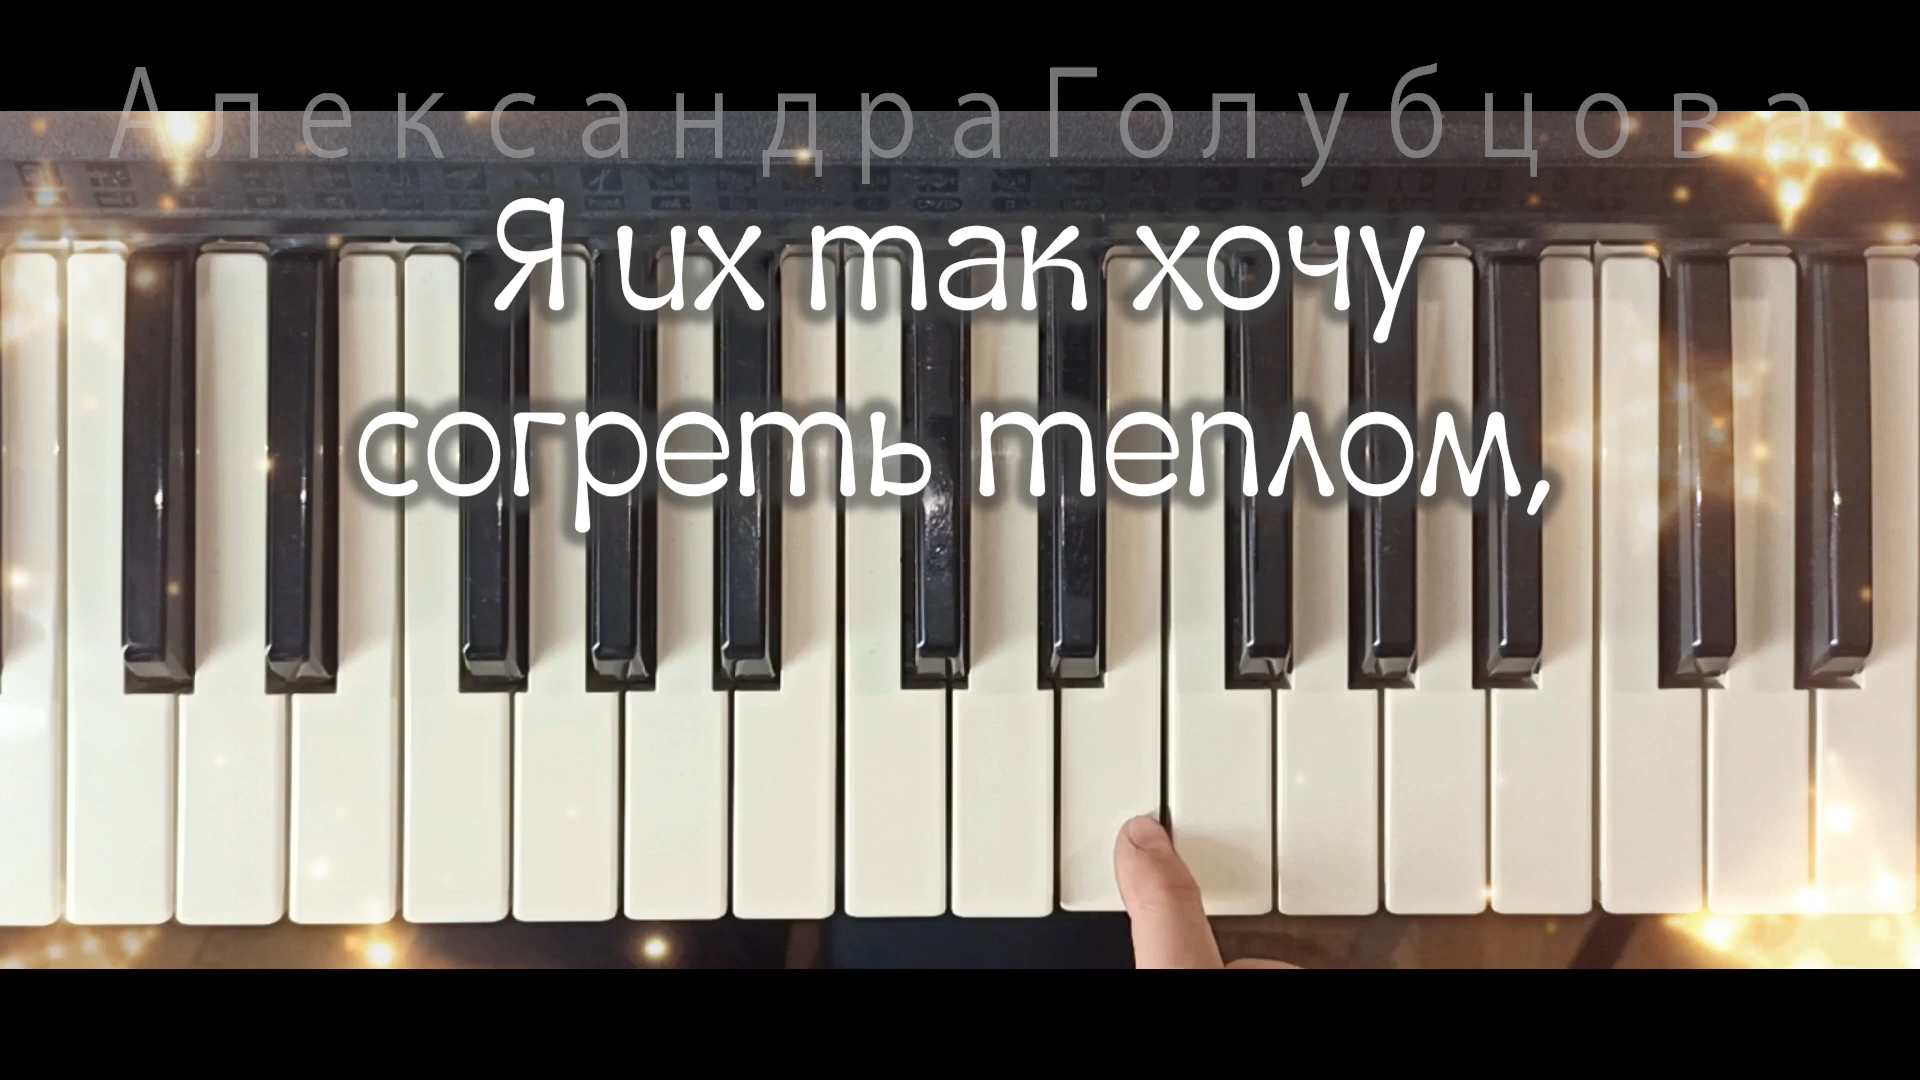 АлександраГолубцова
Я их так хочу
согреть теплом,